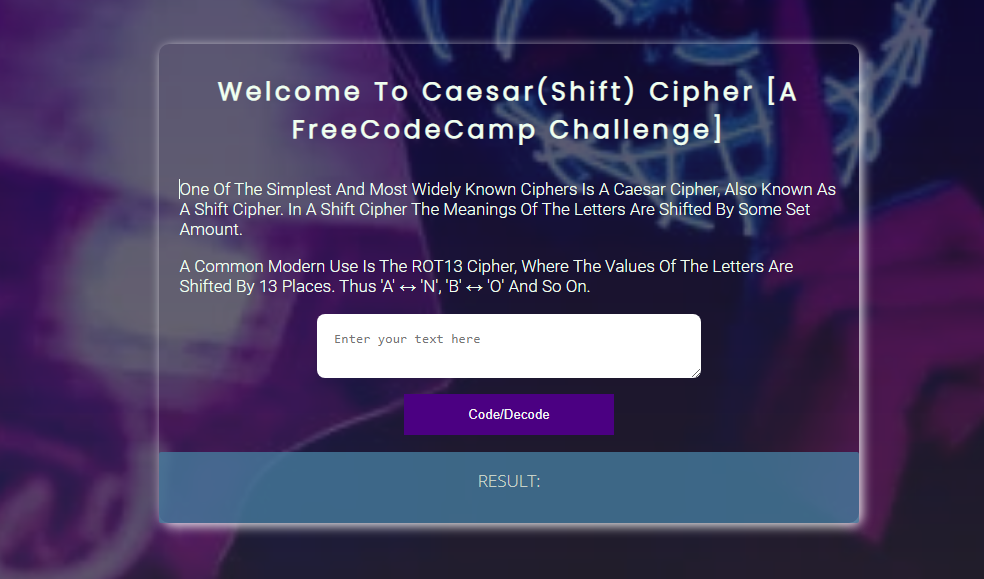 Welcome To Caesar(Shift) Cipher [A
FreeCodeCamp Challenge]
One Of The Simplest And Most Widely Known Ciphers Is A Caesar Cipher, Also Known As
A Shift Cipher. In A Shift Cipher The Meanings Of The Letters Are Shifted By Some Set
Amount.
A Common Modern Use Is The ROT13 Cipher, Where The Values Of The Letters Are
Shifted By 13 Places. Thus 'A' ↔ 'N', 'B' ↔ 'O' And So On.
Enter your text here
Code/Decode
RESULT: